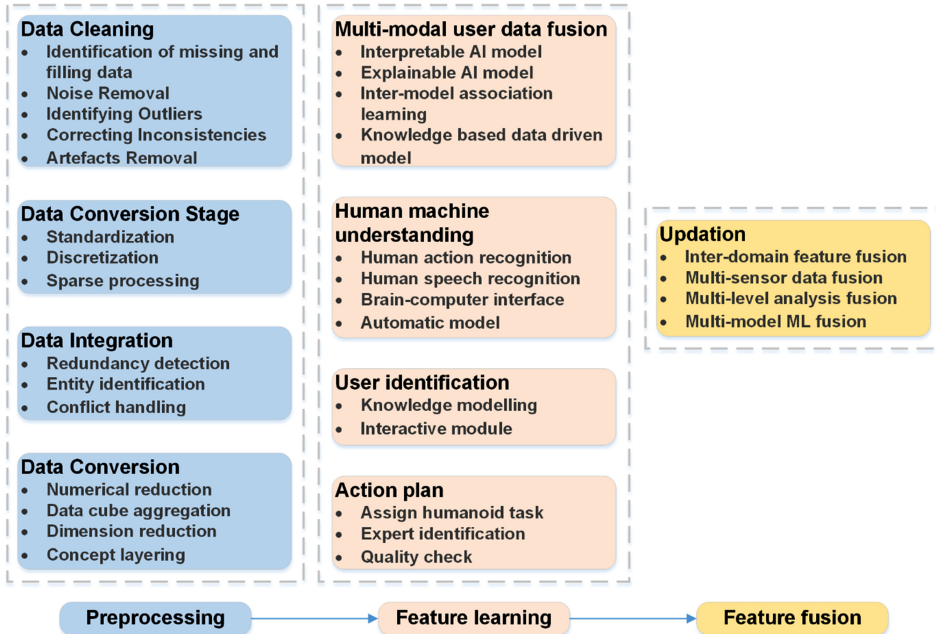 Data Cleaning
• Identification of missing and
filling data
• Noise Removal
• Identifying Outliers
• Correcting Inconsistencies
• Artefacts Removal
Data Conversion Stage
• Standardization
• Discretization
• Sparse processing
Data Integration
• Redundancy detection
• Entity identification
• Conflict handling
Data Conversion
• Numerical reduction
• Data cube aggregation
• Dimension reduction
• Concept layering
Multi-modal user data fusion
• Interpretable AI model
• Explainable AI model
• Inter-model association
learning
• Knowledge based data driven
model
Human machine
understanding
• Human action recognition
• Human speech recognition
• Brain-computer interface
• Automatic model
User identification
• Knowledge modelling
• Interactive module
Action plan
• Assign humanoid task
• Expert identification
• Quality check
Updation
• Inter-domain feature fusion
• Multi-sensor data fusion
• Multi-level analysis fusion
• Multi-model ML fusion
Preprocessing
Feature learning
Feature fusion